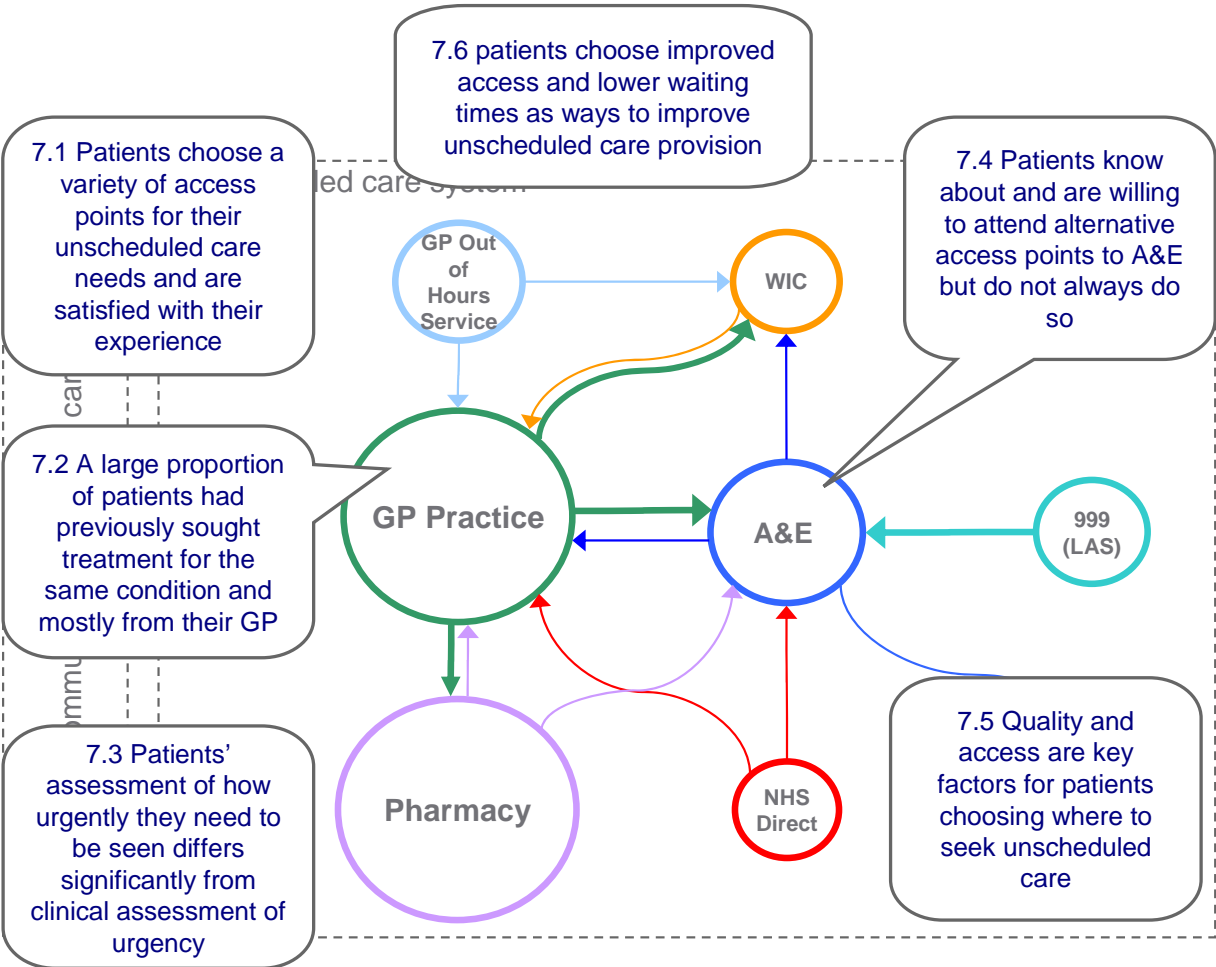 7.6 patients choose improved
access and lower waiting
times as ways to improve
unscheduled care provision
7.1 Patients choose a
variety of access
points for their
unscheduled care
needs and are
satisfied with their
experience
care system
7.4 Patients know
about and are willing
to attend alternative
access points to A&E
but do not always do
so
GP Out
of
Hours
Service
WIC
7.2 A large proportion
of patients had
previously sought
treatment for the
same condition and
mostly from their GP
GP Practice
A&E
999
(LAS)
7.3 Patients’
assessment of how
urgently they need to
be seen differs
significantly from
clinical assessment of
urgency
Pharmacy
NHS
Direct
7.5 Quality and
access are key
factors for patients
choosing where to
seek unscheduled
care